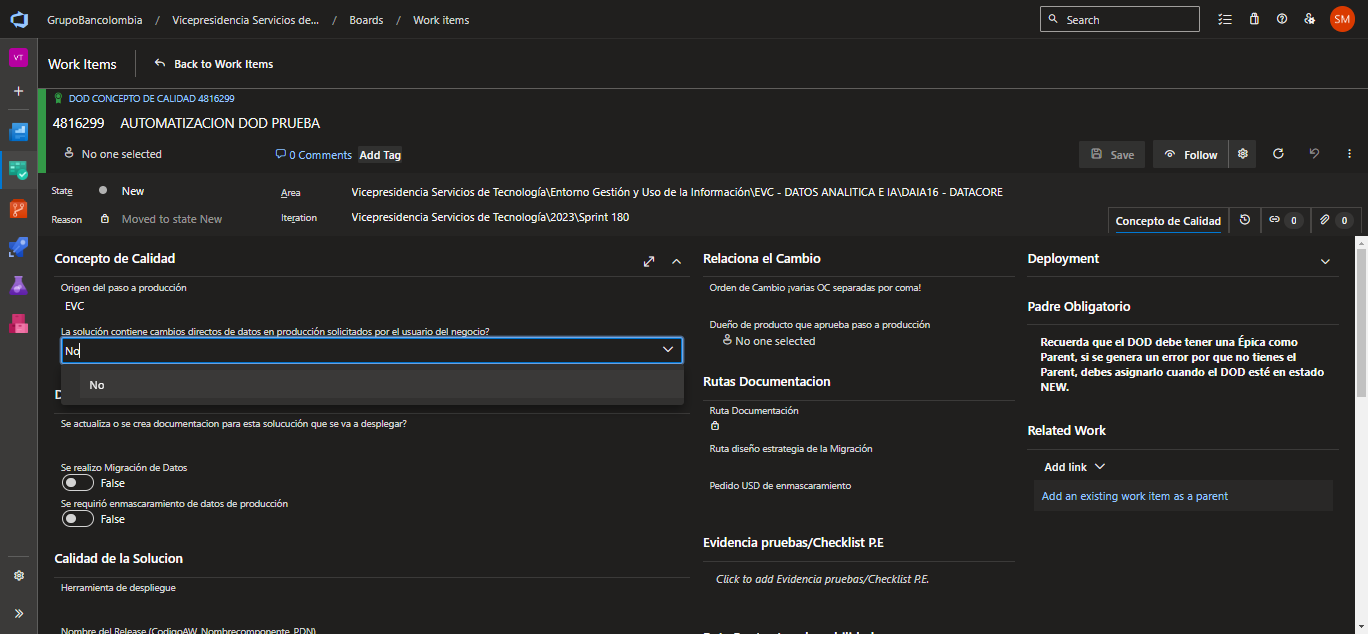 GrupoBancolombia / Vicepresidencia Servicios de... / Boards / Work items
Search
SM
VT
Work Items
Back to Work Items
DOD CONCEPTO DE CALIDAD 4816299
4816299 AUTOMATIZACION DOD PRUEBA
No one selected
0 Comments
Add Tag
Save
Follow
State
New
Area
Vicepresidencia Servicios de Tecnología\Entorno Gestión y Uso de la Información\EVC - DATOS ANALITICA E IA\DAIA16 - DATACORE
Reason
Moved to state New
Iteration
Vicepresidencia Servicios de Tecnología\2023\Sprint 180
Concepto de Calidad
0
0
Concepto de Calidad
Origen del paso a producción
EVC
La solución contiene cambios directos de datos en producción solicitados por el usuario del negocio?
No
No
D
Se actualiza o se crea documentacion para esta solucución que se va a desplegar?
Se realizo Migración de Datos
False
Se requirió enmascaramiento de datos de producción
False
Calidad de la Solucion
Herramienta de despliegue
Nombre del Release (CodigoAW_Nombrecomponente_PDN)
Relaciona el Cambio
Orden de Cambio ¡varias OC separadas por coma!
Dueño de producto que aprueba paso a producción
No one selected
Rutas Documentacion
Ruta Documentación
Ruta diseño estrategia de la Migración
Pedido USD de enmascaramiento
Evidencia pruebas/Checklist P.E
Click to add Evidencia pruebas/Checklist P.E.
Deployment
Padre Obligatorio
Recuerda que el DOD debe tener una Épica como
Parent, si se genera un error por que no tienes el
Parent, debes asignarlo cuando el DOD esté en estado
NEW.
Related Work
Add link
Add an existing work item as a parent